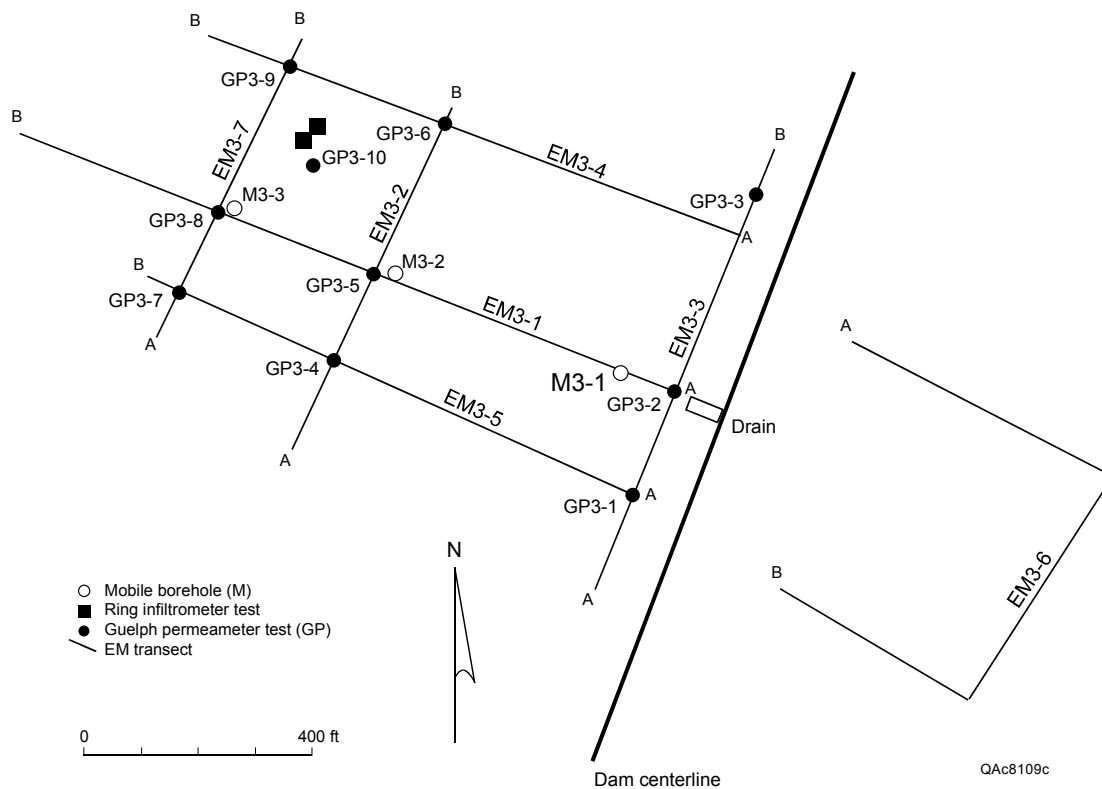 B
B
GP3-9
B
B
GP3-6
EM3-7
GP3-10
EM3-4
B
EM3-2
M3-3
GP3-3
GP3-8
A
B
M3-2
GP3-5
GP3-7
EM3-1
EM3-3
A
A
GP3-4
M3-1
A
GP3-2
EM3-5
Drain
A
GP3-1
A
N
B
EM3-6
A
Mobile borehole (M)
Ring infiltrometer test
Guelph permeameter test (GP)
EM transect
0
400 ft
Dam centerline
QAc8109c